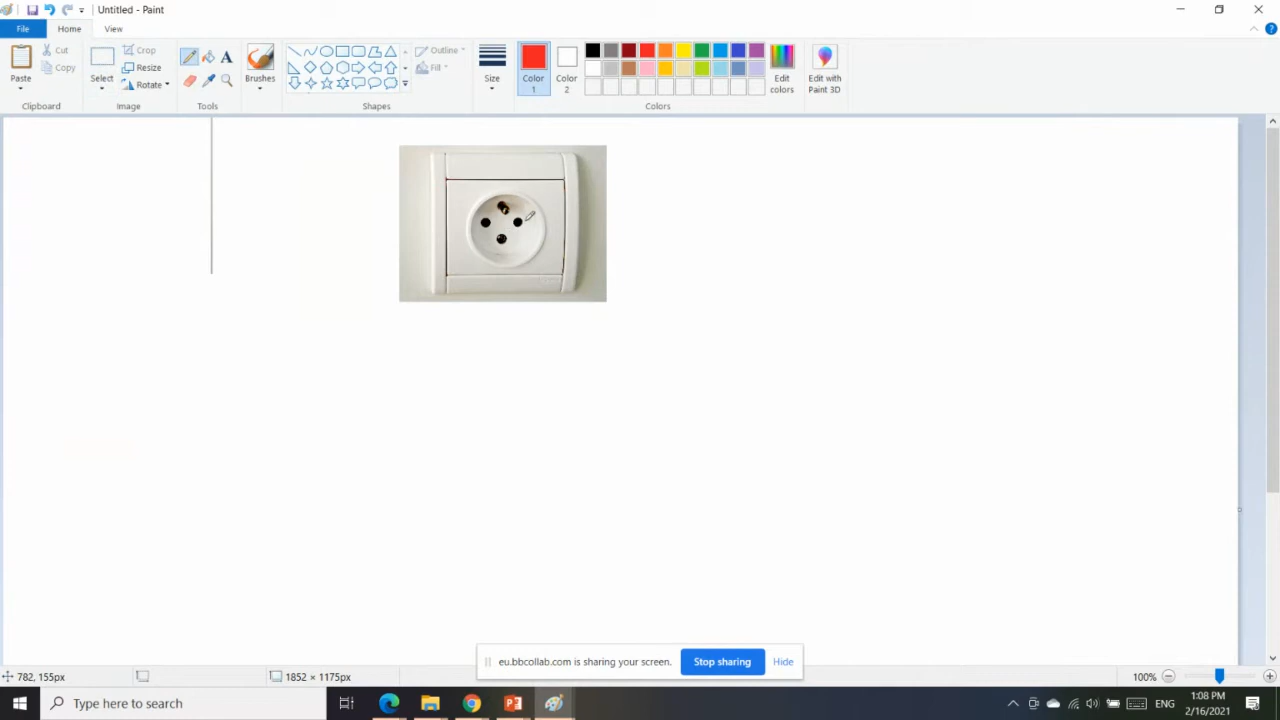 Untitled - Paint
File
Home
View
Paste
Cut
Copy
Clipboard
Select
Crop
Resize
Rotate
Image
Tools
Brushes
Outline
Fill
Shapes
Size
Color
1
Color
2
Edit
colors
Colors
Edit with
Paint 3D
eu.bbcollab.com is sharing your screen.
Stop sharing
Hide
782, 155px
1852 × 1175px
100%
Type here to search
ENG
1:08 PM
2/16/2021